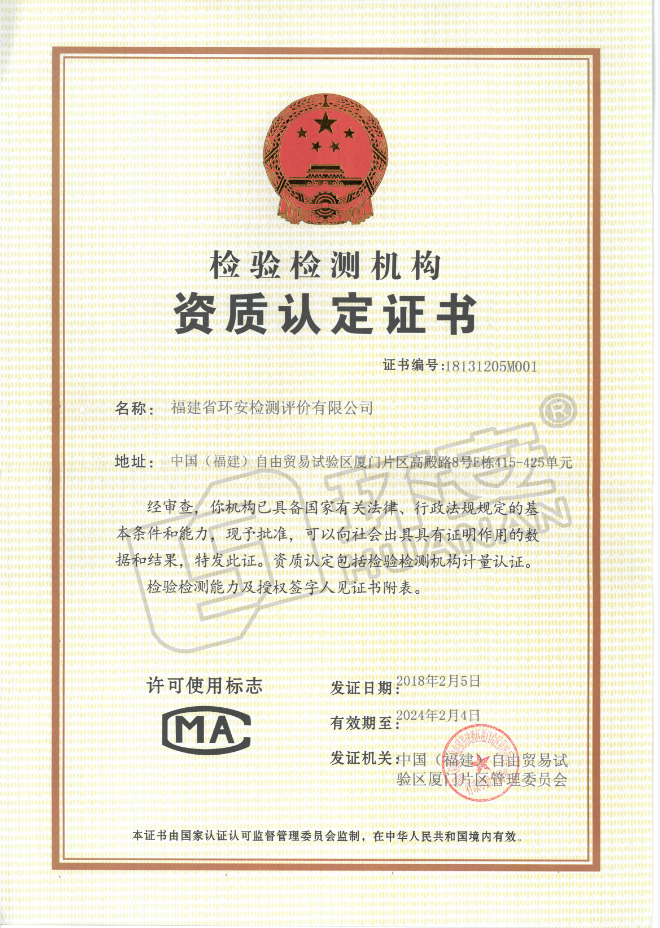 检验检测机构
资质认定证书
证书编号:18131205M001
名称： 福建省环安检测评价有限公司
地址： 中国（福建）自由贸易试验区厦门片区高殿路8号E栋415-425单元
环安
HUANAN
®
经审查，你机构已具备国家有关法律、行政法规规定的基
本条件和能力，现予批准，可以向社会出具具有证明作用的数
据和结果，特发此证。资质认定包括检验检测机构计量认证。
检验检测能力及授权签字人见证书附表。
许可使用标志
MA
发证日期：2018年2月5日
有效期至：2024年2月4日
发证机关：中国（福建）自由贸易试
验区厦门片区管理委员会
本证书由国家认证认可监督管理委员会监制，在中华人民共和国境内有效。